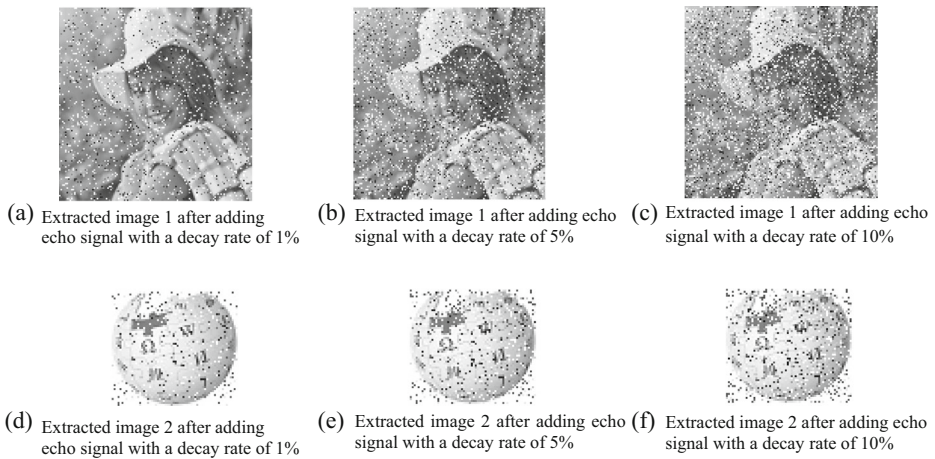 (a) Extracted image 1 after adding
echo signal with a decay rate of 1%
(b) Extracted image 1 after adding echo
signal with a decay rate of 5%
(c) Extracted image 1 after adding echo
signal with a decay rate of 10%
Ω
(d) Extracted image 2 after adding
echo signal with a decay rate of 1%
Ω
(e) Extracted image 2 after adding echo
signal with a decay rate of 5%
Ω
(f) Extracted image 2 after adding echo
signal with a decay rate of 10%